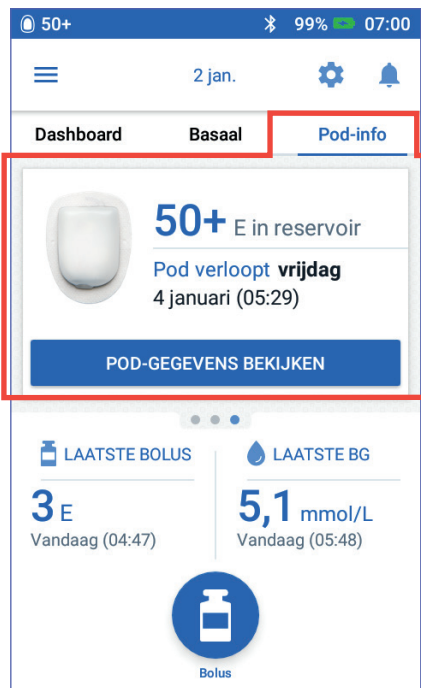 50+ 99% 07:00
2 jan.
Dashboard Basaal Pod-info
50+ E in reservoir
Pod verloopt vrijdag
4 januari (05:29)
POD-GEGEVENS BEKIJKEN
LAATSTE BOLUS LAATSTE BG
3 E 5,1 mmol/L
Vandaag (04:47) Vandaag (05:48)
Bolus